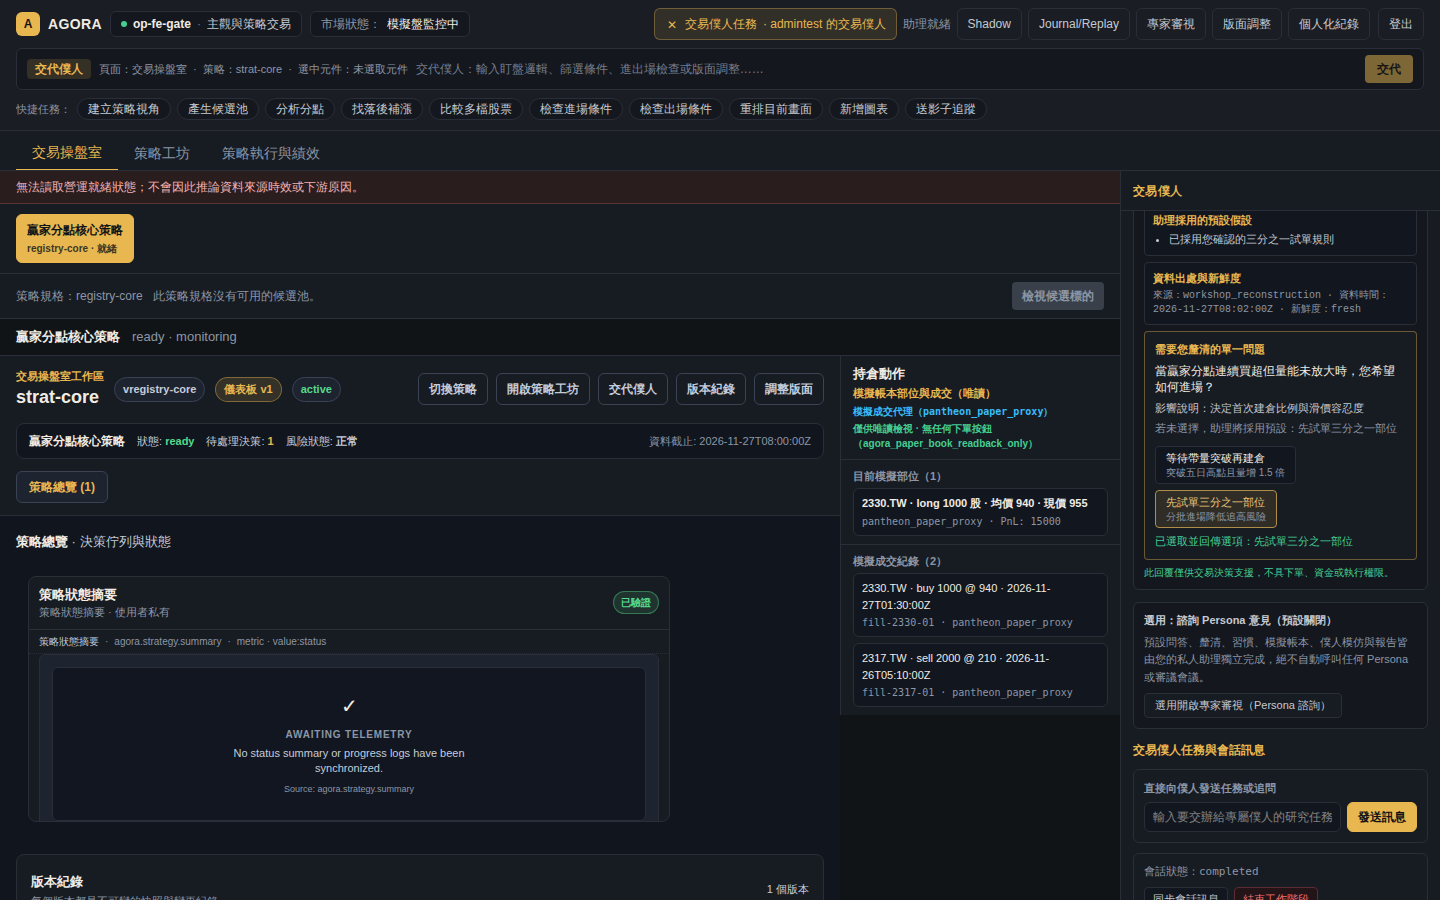 A AGORA op-fe-gate · 主觀與策略交易 市場狀態： 模擬盤監控中 ✕ 交易僕人任務 · admintest 的交易僕人 助理就緒 Shadow Journal/Replay 專家審視 版面調整 個人化紀錄 登出
交代僕人 頁面：交易操盤室 · 策略：strat-core · 選中元件：未選取元件 交代僕人：輸入盯盤邏輯、篩選條件、進出場檢查或版面調整…… 交代
快捷任務： 建立策略視角 產生候選池 分析分點 找落後補漲 比較多檔股票 檢查進場條件 檢查出場條件 重排目前畫面 新增圖表 送影子追蹤
交易操盤室 策略工坊 策略執行與績效
無法讀取營運就緒狀態；不會因此推論資料來源時效或下游原因。
贏家分點核心策略
registry-core · 就緒
策略規格：registry-core 此策略規格沒有可用的候選池。 檢視候選標的
贏家分點核心策略 ready · monitoring
交易操盤室工作區
strat-core vregistry-core 儀表板 v1 active 切換策略 開啟策略工坊 交代僕人 版本紀錄 調整版面
贏家分點核心策略 狀態: ready 待處理決策: 1 風險狀態: 正常 資料截止: 2026-11-27T08:00:00Z
策略總覽 (1)
策略總覽 · 決策佇列與狀態
策略狀態摘要
策略狀態摘要 · 使用者私有
已驗證
策略狀態摘要 · agora.strategy.summary · metric · value:status
✓
AWAITING TELEMETRY
No status summary or progress logs have been
synchronized.
Source: agora.strategy.summary
版本紀錄
1 個版本
持倉與成交
模擬帳本部位與成交（唯讀）
模擬成交代理（pantheon_paper_proxy）
僅供唯讀檢視 · 無任何下單按鈕
（agora_paper_book_readback_only）
目前模擬部位（1）
2330.TW · long 1000 股 · 均價 940 · 現價 955
pantheon_paper_proxy · PnL: 15000
模擬成交紀錄（2）
2330.TW · buy 1000 @ 940 · 2026-11-
27T01:30:00Z
fill-2330-01 · pantheon_paper_proxy
2317.TW · sell 2000 @ 210 · 2026-11-
26T05:10:00Z
fill-2317-01 · pantheon_paper_proxy
交易僕人
助理採用的預設假設
• 已採用您確認的三分之一試單規則
資料出處與新鮮度
來源：workshop_reconstruction · 資料時間：
2026-11-27T08:02:00Z · 新鮮度：fresh
需要您釐清的單一問題
當贏家分點連續買超但量能未放大時，您希望
如何進場？
影響說明：決定首次建倉比例與滑價容忍度
若未選擇，助理將採用預設：先試單三分之一部位
等待帶量突破再建倉
突破五日高點且量增 1.5 倍
先試單三分之一部位
分批進場降低追高風險
已選取並回傳選項：先試單三分之一部位
此回覆僅供交易決策支援，不具下單、資金或執行權限。
選用：諮詢 Persona 意見（預設關閉）
預設問答、釐清、習慣、模擬帳本、僕人模仿與報告皆
由您的私人助理獨立完成，絕不自動呼叫任何 Persona
或審議會議。
選用開啟專家審視（Persona 諮詢）
交易僕人任務與會話訊息
直接向僕人發送任務或追問
輸入要交辦給專屬僕人的研究任務 發送訊息
會話狀態：completed
同步會話訊息 結束工作階段